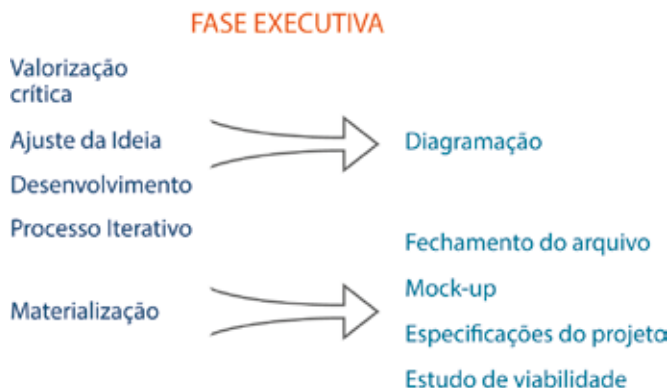 FASE EXECUTIVA
Valorização
crítica
Ajuste da Ideia
Desenvolvimento
Processo Iterativo
Materialização
Diagramação
Fechamento do arquivo
Mock-up
Especificações do projeto
Estudo de viabilidade